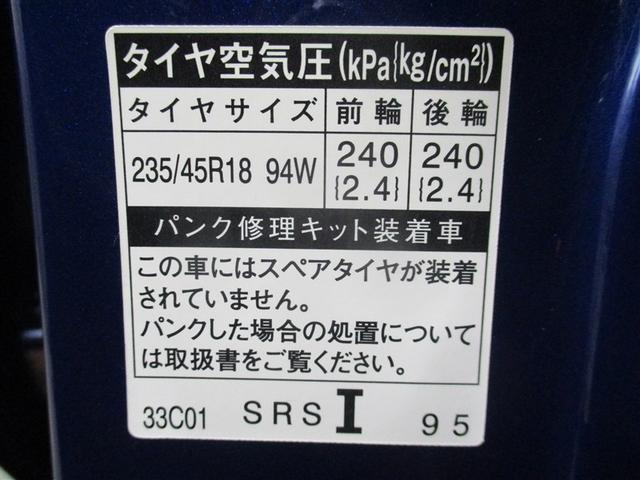 タイヤ空気圧(kPa{kg/cm²})
タイヤサイズ 前輪 後輪
235/45R18 94W 240 240
{2.4} {2.4}
パンク修理キット装着車
この車にはスペアタイヤが装着
されていません。
パンクした場合の処置について
は取扱書をご覧ください。
33C01 SRS I 95